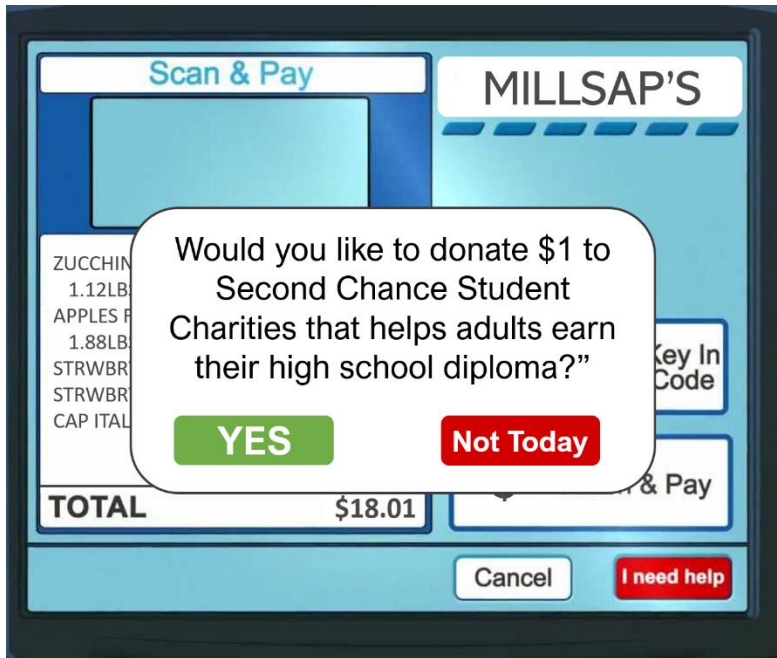 Scan & Pay
MILLSAP'S
ZUCCHIN
1.12LB
APPLES F
1.88LB
STRWBR
STRWBR
CAP ITAL
Would you like to donate $1 to
Second Chance Student
Charities that helps adults earn
their high school diploma?”
YES
Not Today
Key In
Code
& Pay
TOTAL $18.01
Cancel
I need help